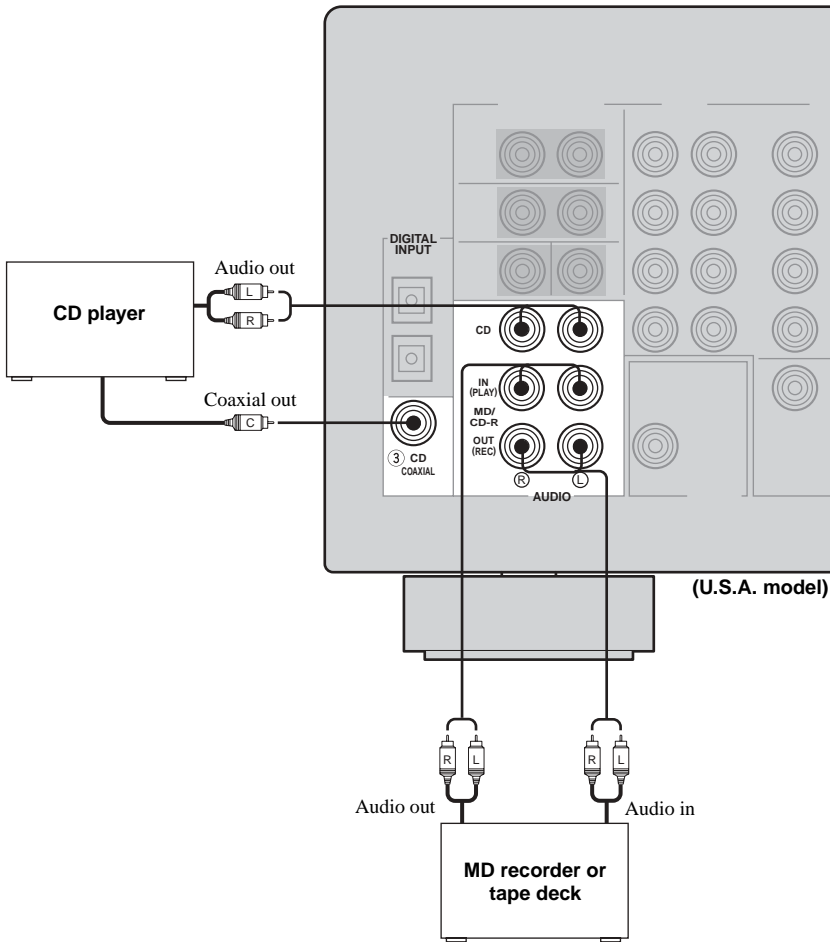 DIGITAL
INPUT
Audio out
L
R
CD player
CD
IN
(PLAY)
MD/
CD-R
OUT
(REC)
Coaxial out
C
③ CD
COAXIAL
R L
AUDIO
(U.S.A. model)
R L
R L
Audio out
Audio in
MD recorder or
tape deck